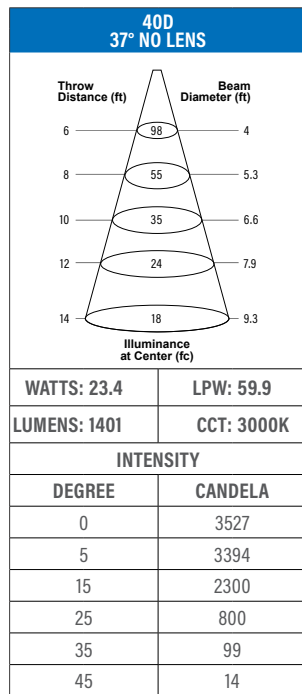 40D
37° NO LENS
Throw Distance (ft)
Beam Diameter (ft)
6 98 4
8 55 5.3
10 35 6.6
12 24 7.9
14 18 9.3
Illuminance
at Center (fc)
WATTS: 23.4 LPW: 59.9
LUMENS: 1401 CCT: 3000K
INTENSITY
DEGREE CANDELA
0 3527
5 3394
15 2300
25 800
35 99
45 14